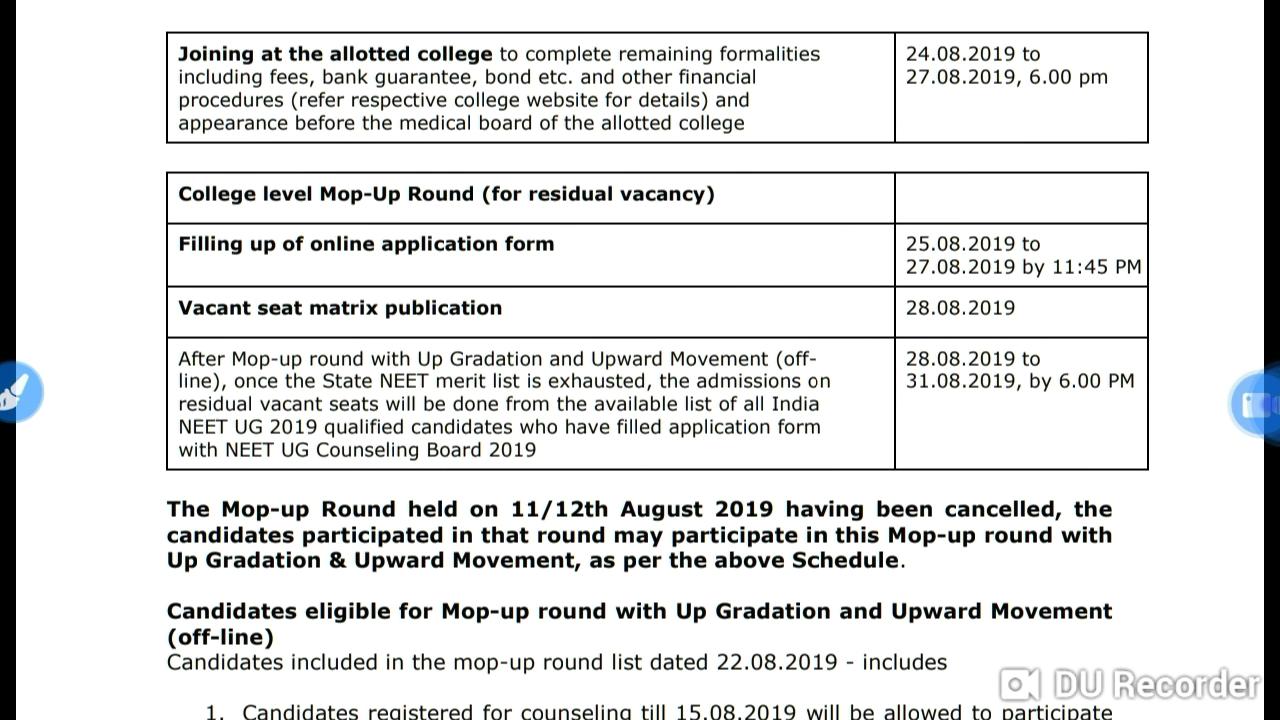 Joining at the allotted college to complete remaining formalities
including fees, bank guarantee, bond etc. and other financial
procedures (refer respective college website for details) and
appearance before the medical board of the allotted college
24.08.2019 to
27.08.2019, 6.00 pm
College level Mop-Up Round (for residual vacancy)
Filling up of online application form
25.08.2019 to
27.08.2019 by 11:45 PM
Vacant seat matrix publication
28.08.2019
After Mop-up round with Up Gradation and Upward Movement (off-
line), once the State NEET merit list is exhausted, the admissions on
residual vacant seats will be done from the available list of all India
NEET UG 2019 qualified candidates who have filled application form
with NEET UG Counseling Board 2019
28.08.2019 to
31.08.2019, by 6.00 PM
The Mop-up Round held on 11/12th August 2019 having been cancelled, the
candidates participated in that round may participate in this Mop-up round with
Up Gradation & Upward Movement, as per the above Schedule.
Candidates eligible for Mop-up round with Up Gradation and Upward Movement
(off-line)
Candidates included in the mop-up round list dated 22.08.2019 - includes
1. Candidates registered for counseling till 15.08.2019 will be allowed to participate
DU Recorder